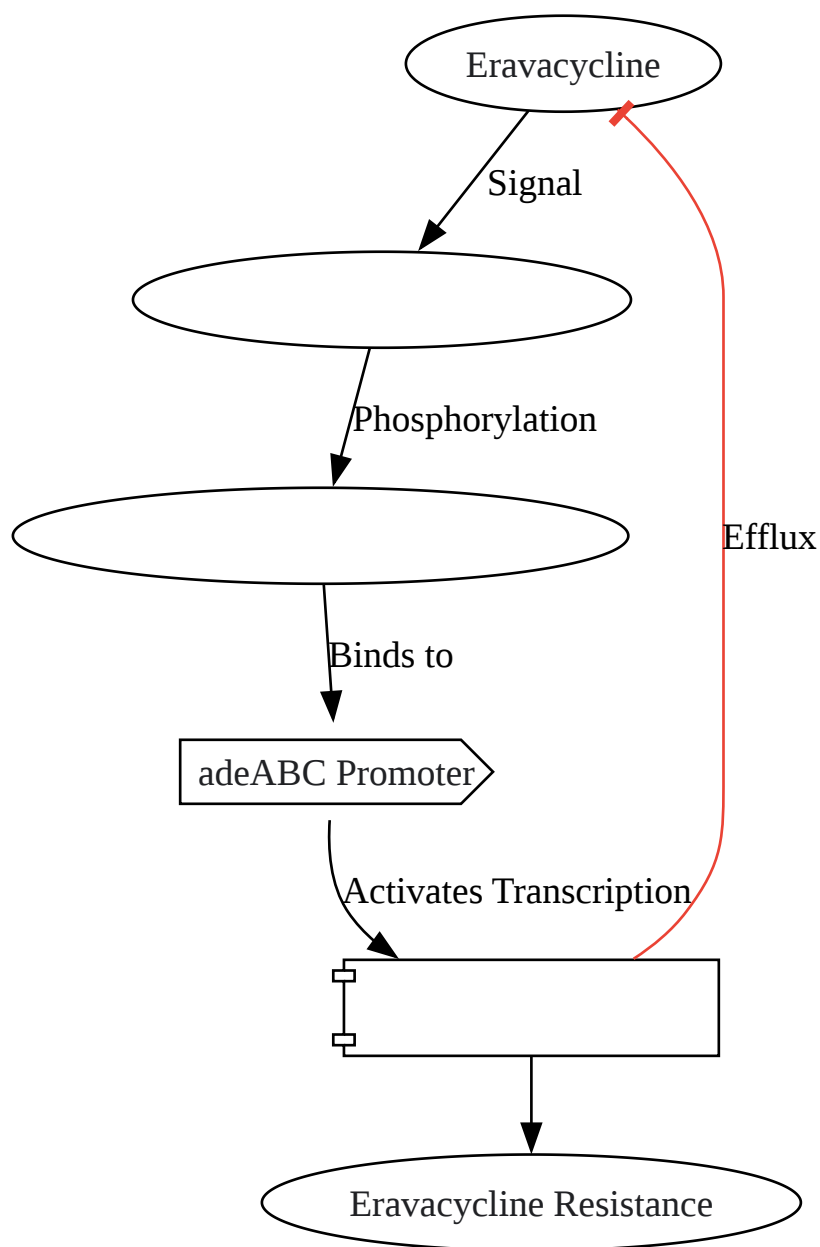 Eravacycline
Signal
Phosphorylation
Efflux
Binds to
adeABC Promoter
Activates Transcription
Eravacycline Resistance